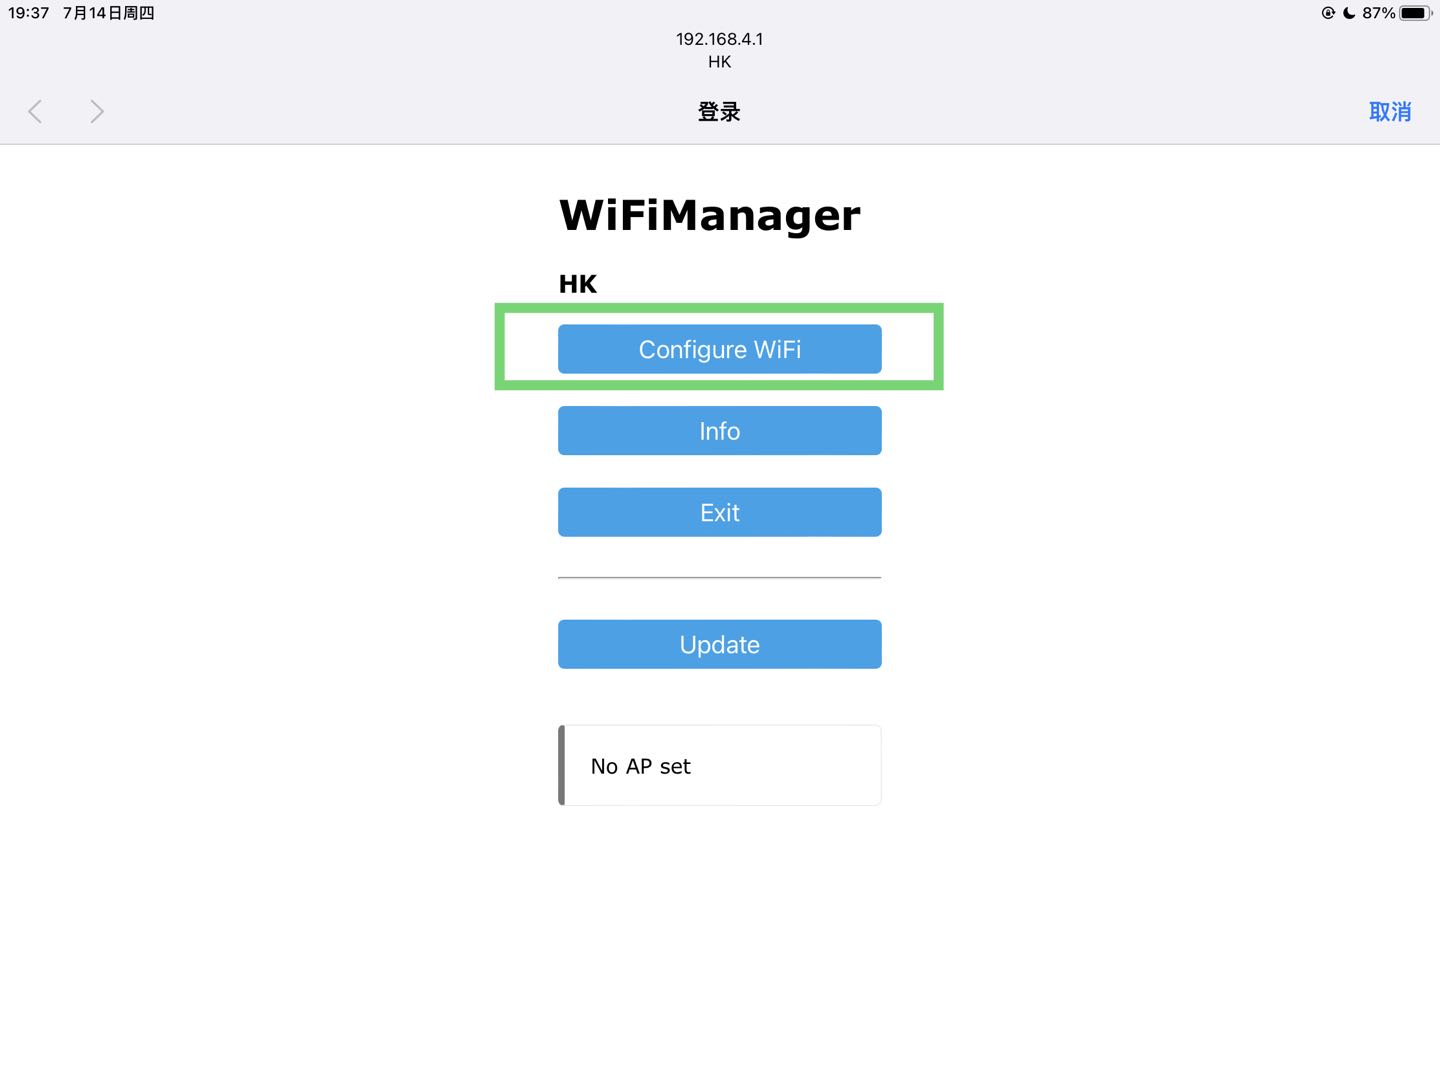 19:37 7月14日周四
87%
192.168.4.1
HK
登录
取消
WiFiManager
HK
Configure WiFi
Info
Exit
Update
No AP set